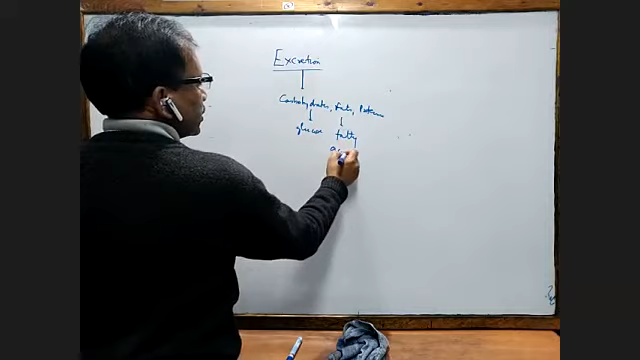 Excretion
Carbohydrates, Fats, Proteins
glucose fatty